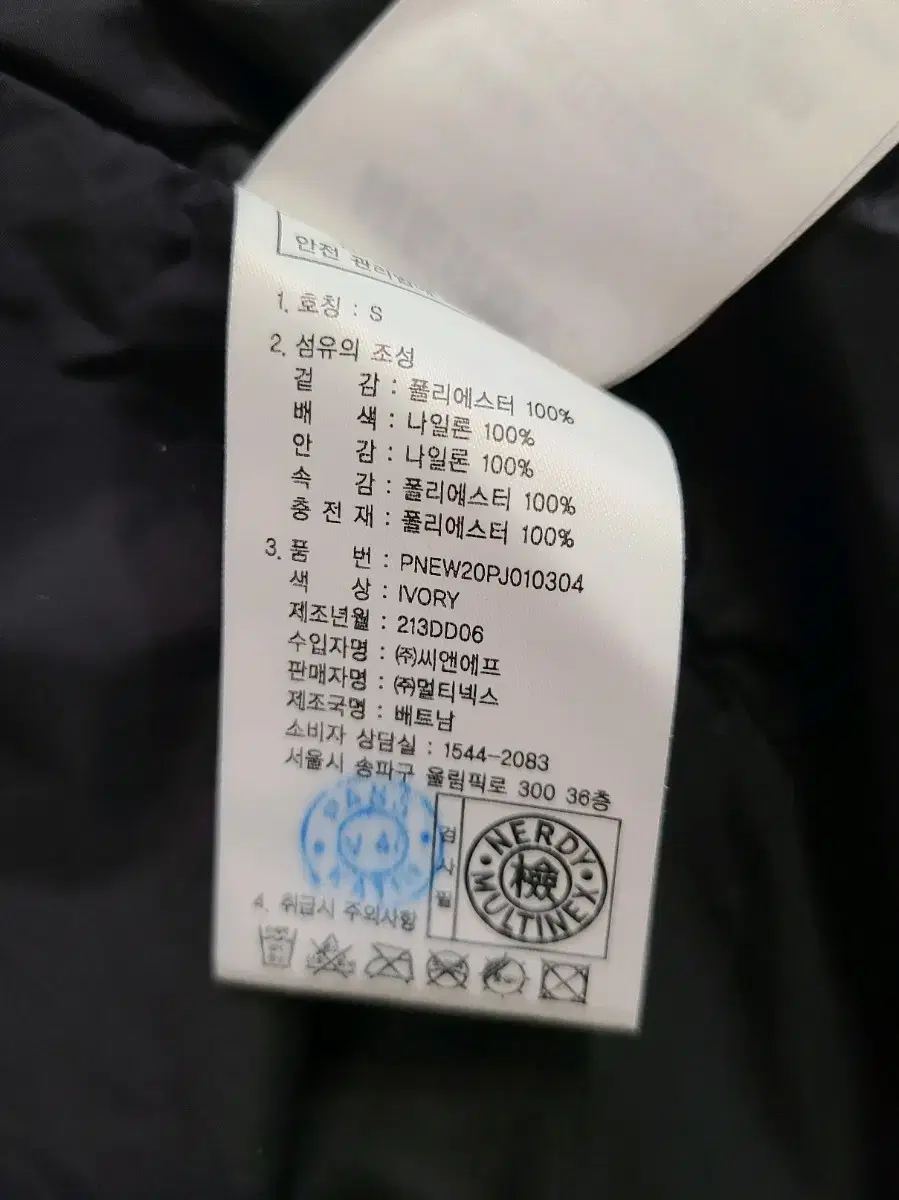 안전
1. 호칭 : S
2. 섬유의 조성
겉 감 : 폴리에스터 100%
배 색 : 나일론 100%
안 감 : 나일론 100%
속 감 : 폴리에스터 100%
충 전 재 : 폴리에스터 100%
3. 품 번 : PNEW20PJ010304
색 상 : IVORY
제조년월 : 213DD06
수입자명 : ㈜씨앤에프
판매자명 : ㈜멀티넥스
제조국명 : 배트남
소비자 상담실 : 1544-2083
서울시 송파구 올림픽로 300 36층
검사필
NERDY
檢
MULTINEX
4. 취급시 주의사항